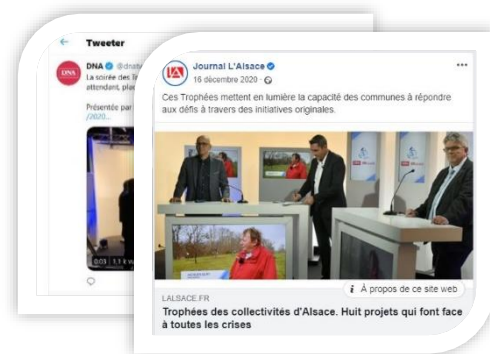 Tweeter
DNA
La soirée des
attendant,
Présentée par
/2020...
0:03
Journal L'Alsace
16 décembre 2020 ·
Ces Trophées mettent en lumière la capacité des communes à répondre
aux défis à travers des initiatives originales.
i À propos de ce site web
LALSACE.FR
Trophées des collectivités d'Alsace. Huit projets qui font face
à toutes les crises